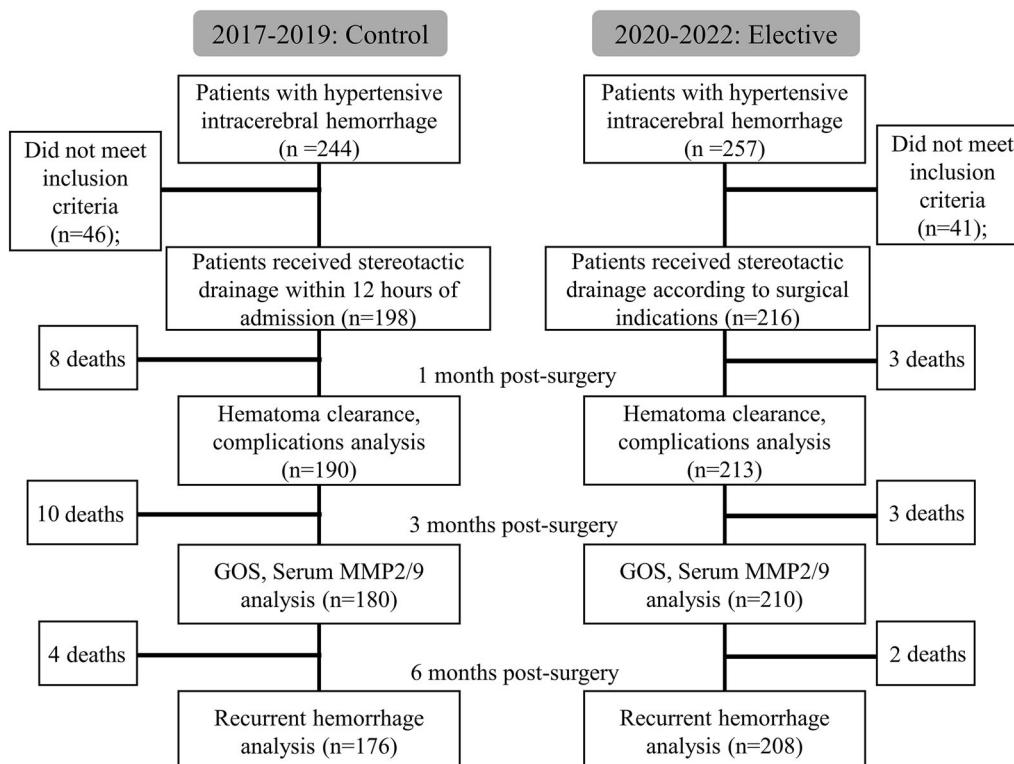 2017-2019: Control
2020-2022: Elective
Patients with hypertensive
intracerebral hemorrhage
(n =244)
Patients with hypertensive
intracerebral hemorrhage
(n =257)
Did not meet
inclusion
criteria
(n=46);
Did not meet
inclusion
criteria
(n=41);
Patients received stereotactic
drainage within 12 hours of
admission (n=198)
Patients received stereotactic
drainage according to surgical
indications (n=216)
8 deaths
1 month post-surgery
3 deaths
Hematoma clearance,
complications analysis
(n=190)
Hematoma clearance,
complications analysis
(n=213)
10 deaths
3 months post-surgery
3 deaths
GOS, Serum MMP2/9
analysis (n=180)
GOS, Serum MMP2/9
analysis (n=210)
4 deaths
6 months post-surgery
2 deaths
Recurrent hemorrhage
analysis (n=176)
Recurrent hemorrhage
analysis (n=208)